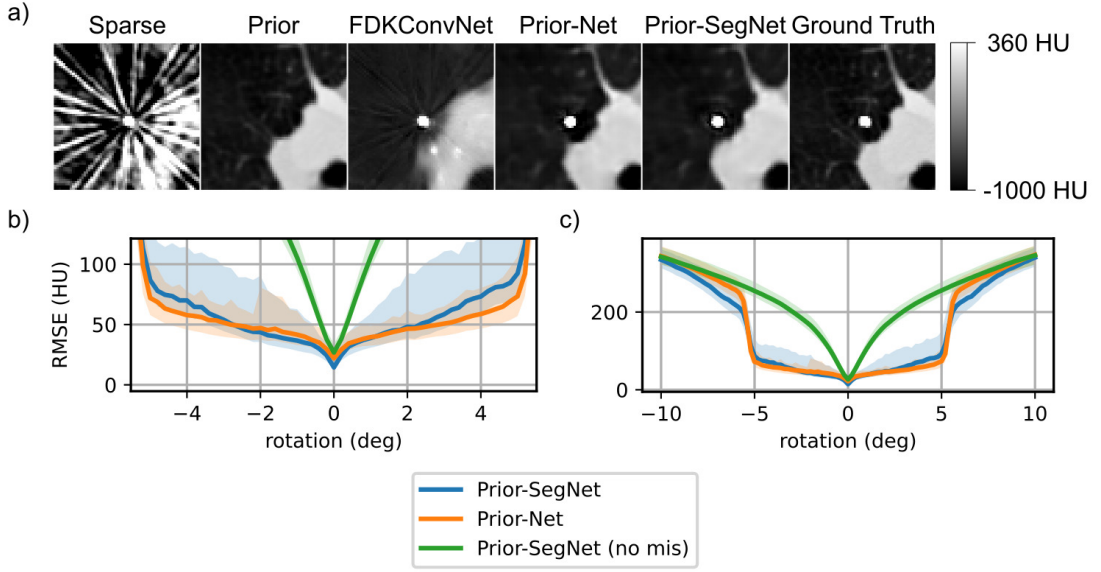 a)
Sparse Prior FDKConvNet Prior-Net Prior-SegNet Ground Truth
360 HU
-1000 HU
b)
c)
RMSE (HU)
100
50
0
−4 −2 0 2 4
rotation (deg)
200
0
−10 −5 0 5 10
rotation (deg)
Prior-SegNet
Prior-Net
Prior-SegNet (no mis)